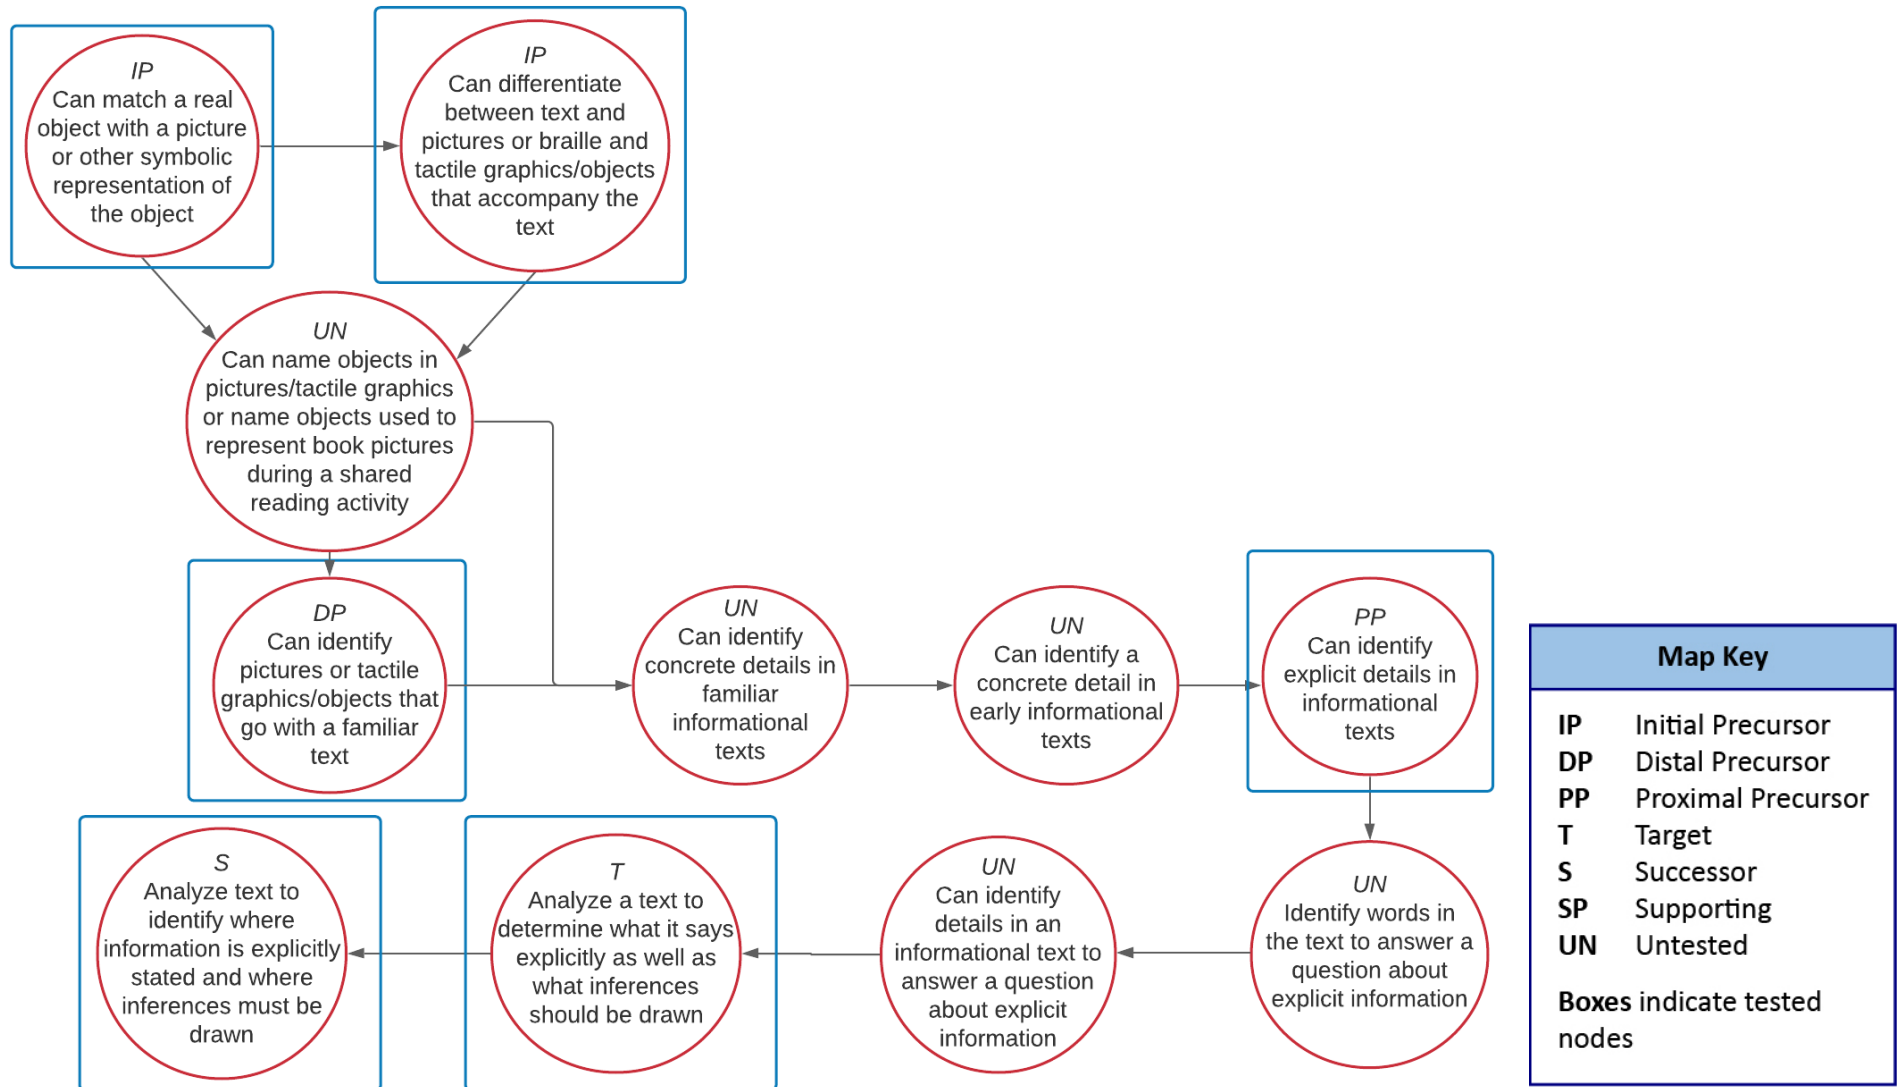 IP
Can match a real
object with a picture
or other symbolic
representation of
the object
IP
Can differentiate
between text and
pictures or braille and
tactile graphics/objects
that accompany the
text
UN
Can name objects in
pictures/tactile graphics
or name objects used to
represent book pictures
during a shared
reading activity
DP
Can identify
pictures or tactile
graphics/objects that
go with a familiar
text
UN
Can identify
concrete details in
familiar
informational
texts
UN
Can identify a
concrete detail in
early informational
texts
PP
Can identify
explicit details in
informational
texts
UN
Identify words in
the text to answer a
question about
explicit information
UN
Can identify
details in an
informational text to
answer a question
about explicit
information
T
Analyze a text to
determine what it says
explicitly as well as
what inferences
should be drawn
S
Analyze text to
identify where
information is explicitly
stated and where
inferences must be
drawn
Map Key
IP Initial Precursor
DP Distal Precursor
PP Proximal Precursor
T Target
S Successor
SP Supporting
UN Untested
Boxes indicate tested
nodes